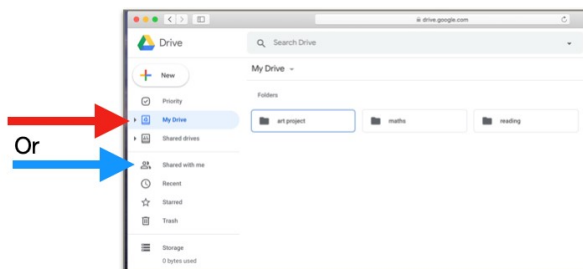 drive.google.com
Drive
Search Drive
New
My Drive
Priority
Folders
My Drive
art project
maths
reading
Shared drives
Or
Shared with me
Recent
Starred
Trash
Storage
0 bytes used